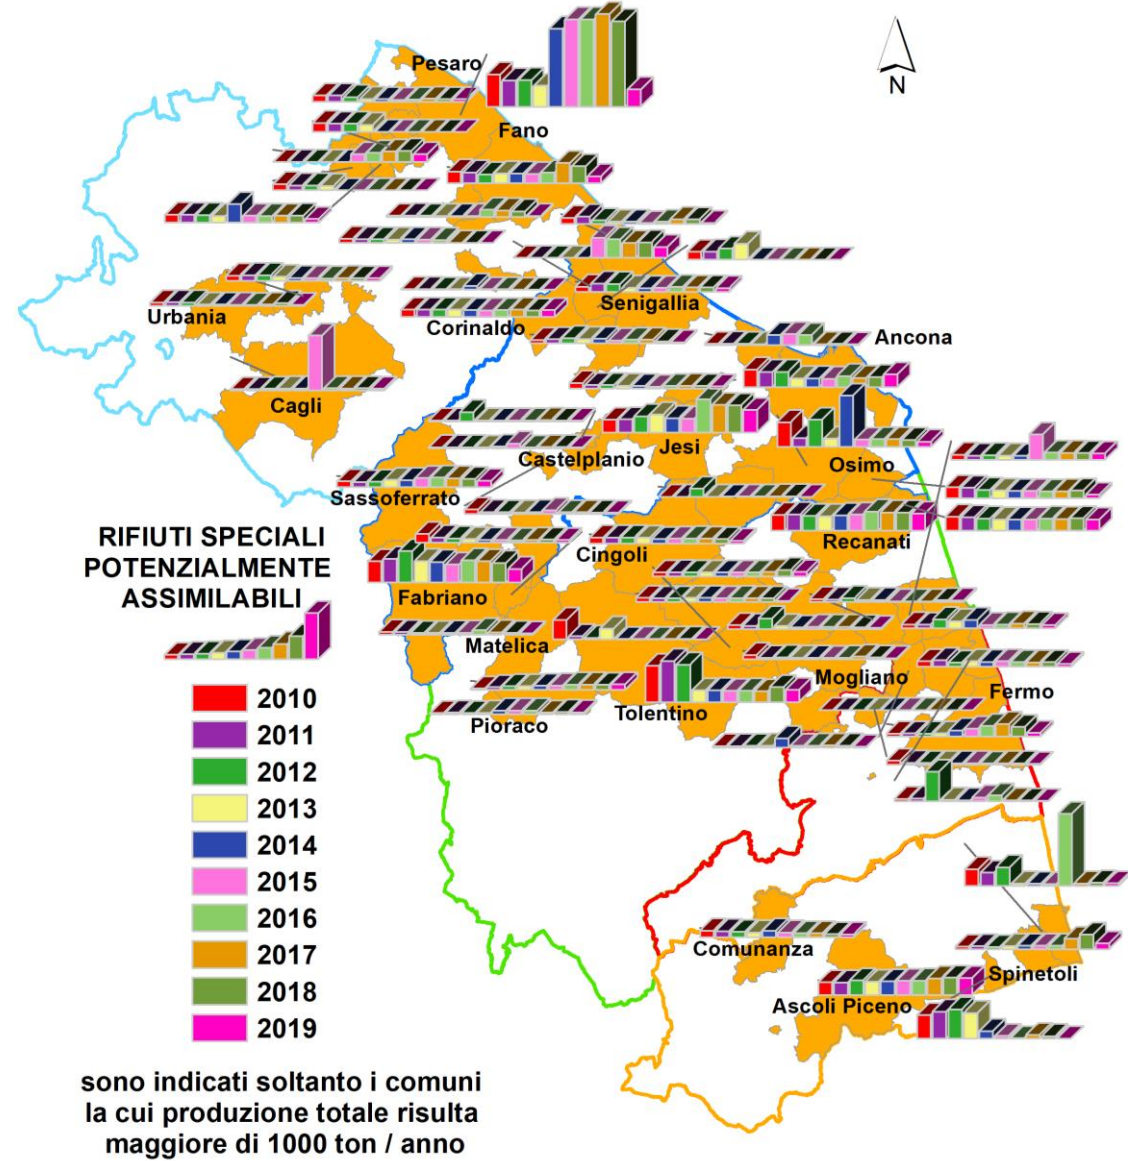 Pesaro
N
Fano
Senigallia
Urbania
Corinaldo
Ancona
Cagli
Jesi
Castelplanio
Osimo
Sassoferrato
RIFIUTI SPECIALI
POTENZIALMENTE
ASSIMILABILI
Recanati
Cingoli
Fabriano
Matelica
Mogliano
Fermo
Tolentino
Pioraco
2010
2011
2012
2013
2014
2015
2016
2017
2018
2019
Comunanza
Spinetoli
Ascoli Piceno
sono indicati soltanto i comuni
la cui produzione totale risulta
maggiore di 1000 ton / anno